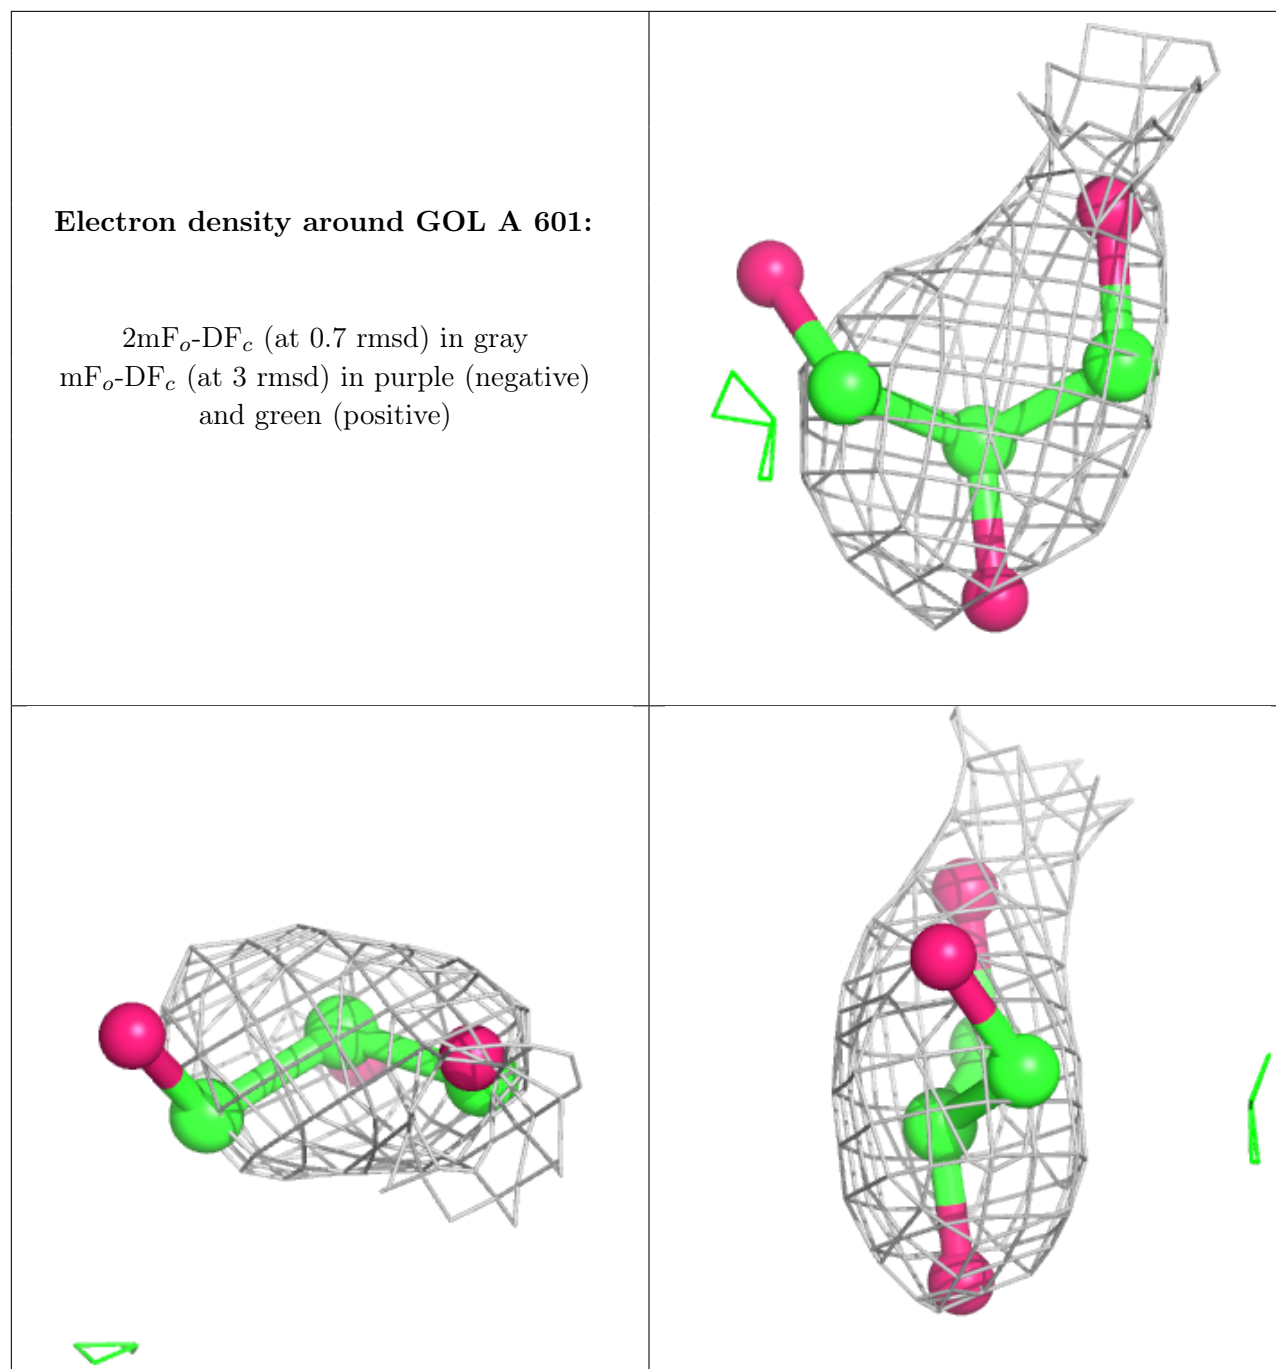 Electron density around GOL A 601:
2mFo-DFc (at 0.7 rmsd) in gray
mFo-DFc (at 3 rmsd) in purple (negative)
and green (positive)